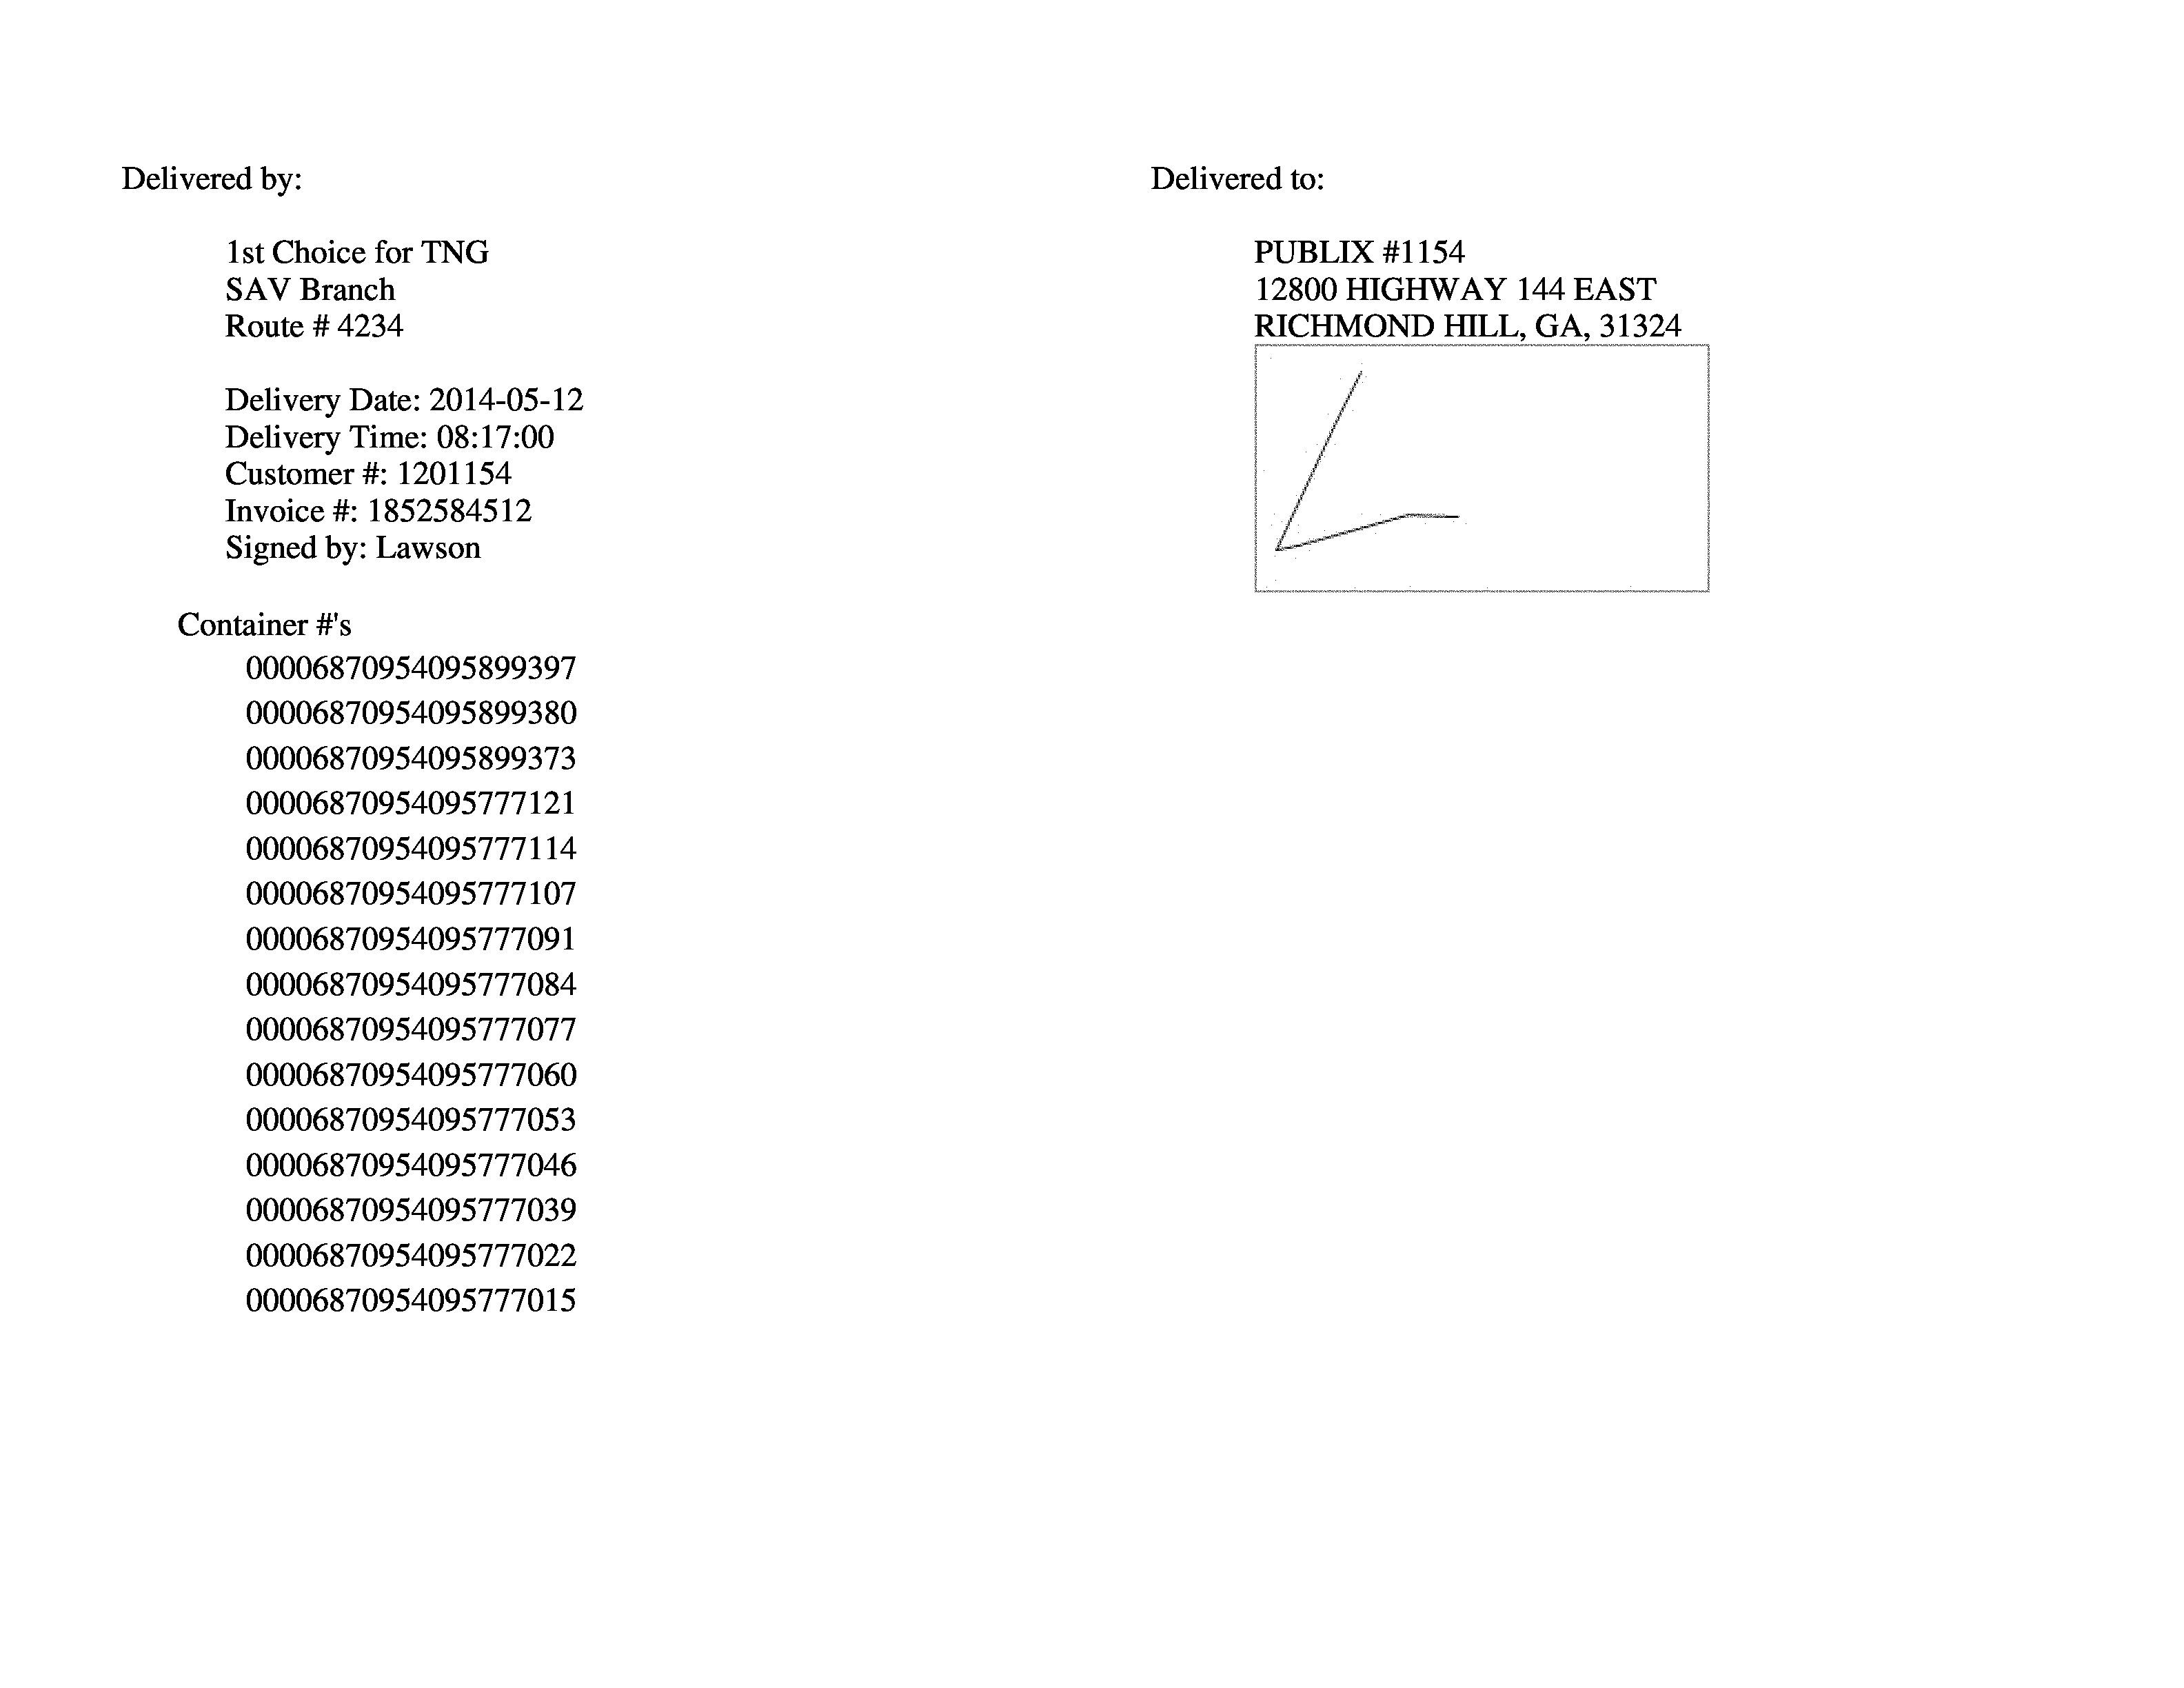 Delivered by:
1st Choice for TNG
SAV Branch
Route # 4234
Delivery Date: 2014-05-12
Delivery Time: 08:17:00
Customer #: 1201154
Invoice #: 1852584512
Signed by: Lawson
Container #'s
00006870954095899397
00006870954095899380
00006870954095899373
00006870954095777121
00006870954095777114
00006870954095777107
00006870954095777091
00006870954095777084
00006870954095777077
00006870954095777060
00006870954095777053
00006870954095777046
00006870954095777039
00006870954095777022
00006870954095777015
Delivered to:
PUBLIX #1154
12800 HIGHWAY 144 EAST
RICHMOND HILL, GA, 31324